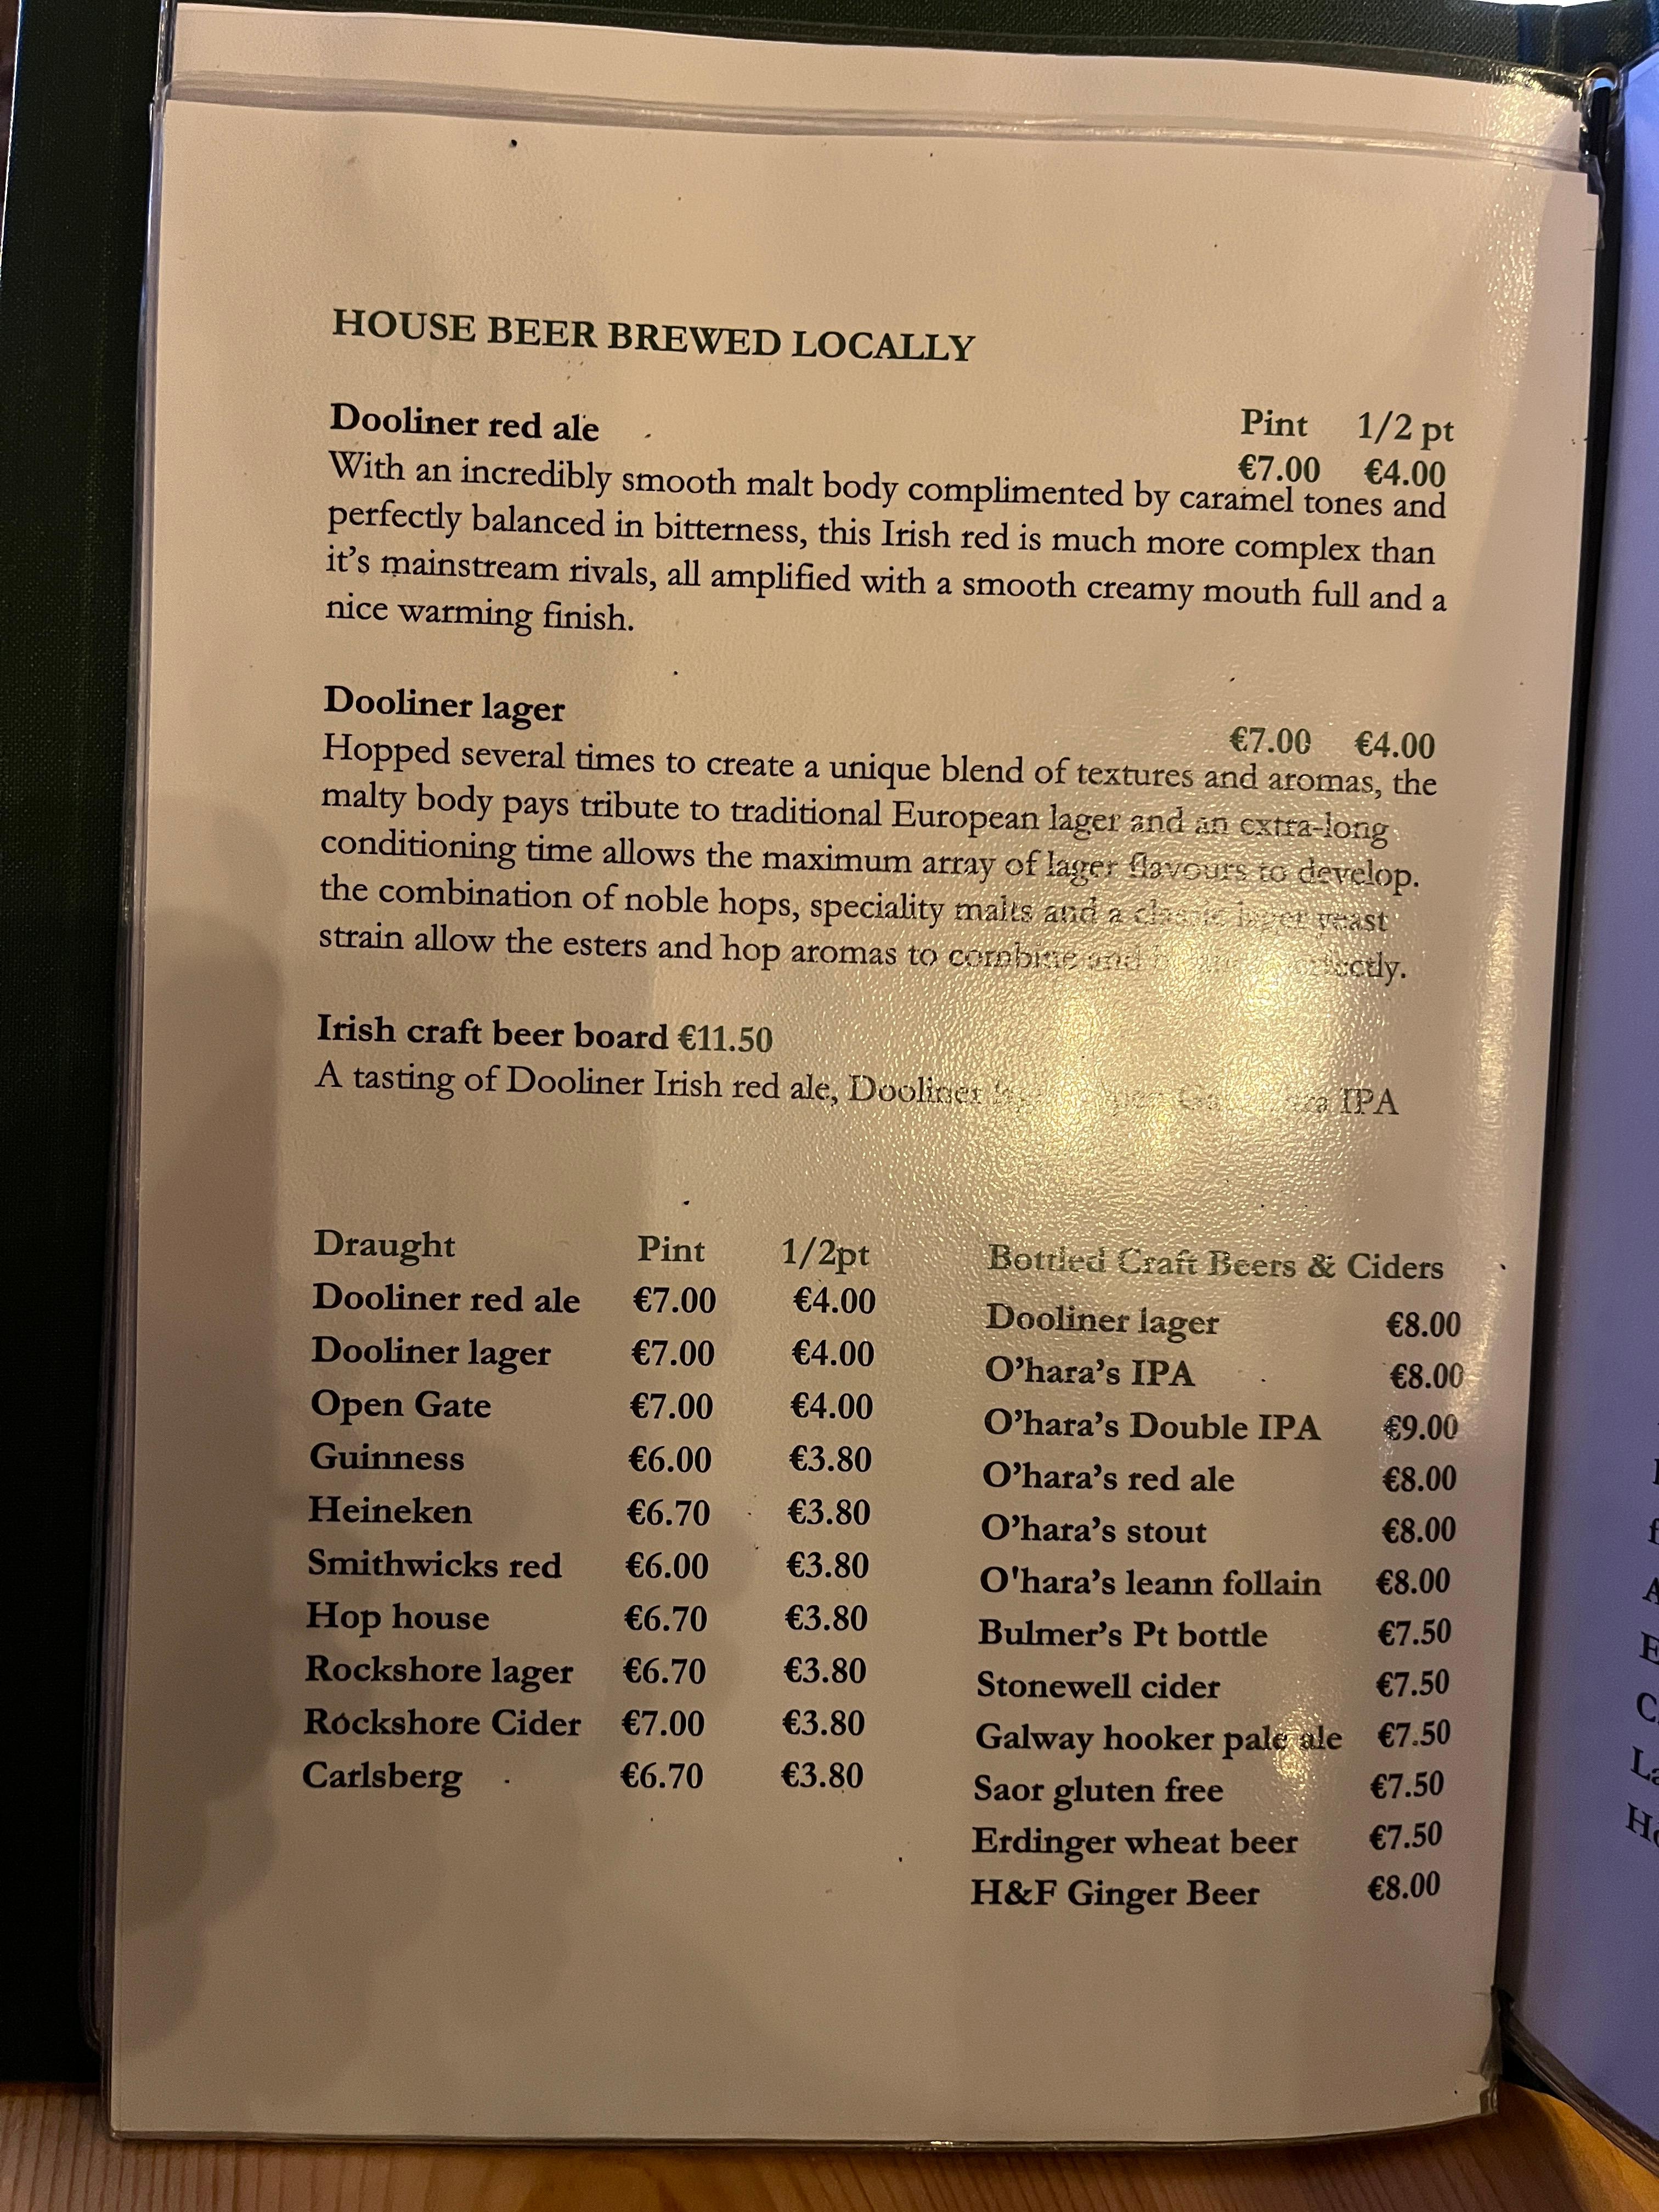 HOUSE BEER BREWED LOCALLY
Dooliner red ale Pint 1/2 pt
€7.00 €4.00
With an incredibly smooth malt body complimented by caramel tones and
perfectly balanced in bitterness, this Irish red is much more complex than
it's mainstream rivals, all amplified with a smooth creamy mouth full and a
nice warming finish.
Dooliner lager
€7.00 €4.00
Hopped several times to create a unique blend of textures and aromas, the
malty body pays tribute to traditional European lager and an extra-long
conditioning time allows the maximum array of lager flavours to develop.
the combination of noble hops, speciality malts and a classic lager yeast
strain allow the esters and hop aromas to combine and
Irish craft beer board €11.50
A tasting of Dooliner Irish red ale, Dooliner IPA
Draught Pint 1/2pt
Dooliner red ale €7.00 €4.00
Dooliner lager €7.00 €4.00
Open Gate €7.00 €4.00
Guinness €6.00 €3.80
Heineken €6.70 €3.80
Smithwicks red €6.00 €3.80
Hop house €6.70 €3.80
Rockshore lager €6.70 €3.80
Rockshore Cider €7.00 €3.80
Carlsberg €6.70 €3.80
Bottled Craft Beers & Ciders
Dooliner lager €8.00
O'hara's IPA €8.00
O'hara's Double IPA €9.00
O'hara's red ale €8.00
O'hara's stout €8.00
O'hara's leann follain €8.00
Bulmer's Pt bottle €7.50
Stonewell cider €7.50
Galway hooker pale ale €7.50
Saor gluten free €7.50
Erdinger wheat beer €7.50
H&F Ginger Beer €8.00